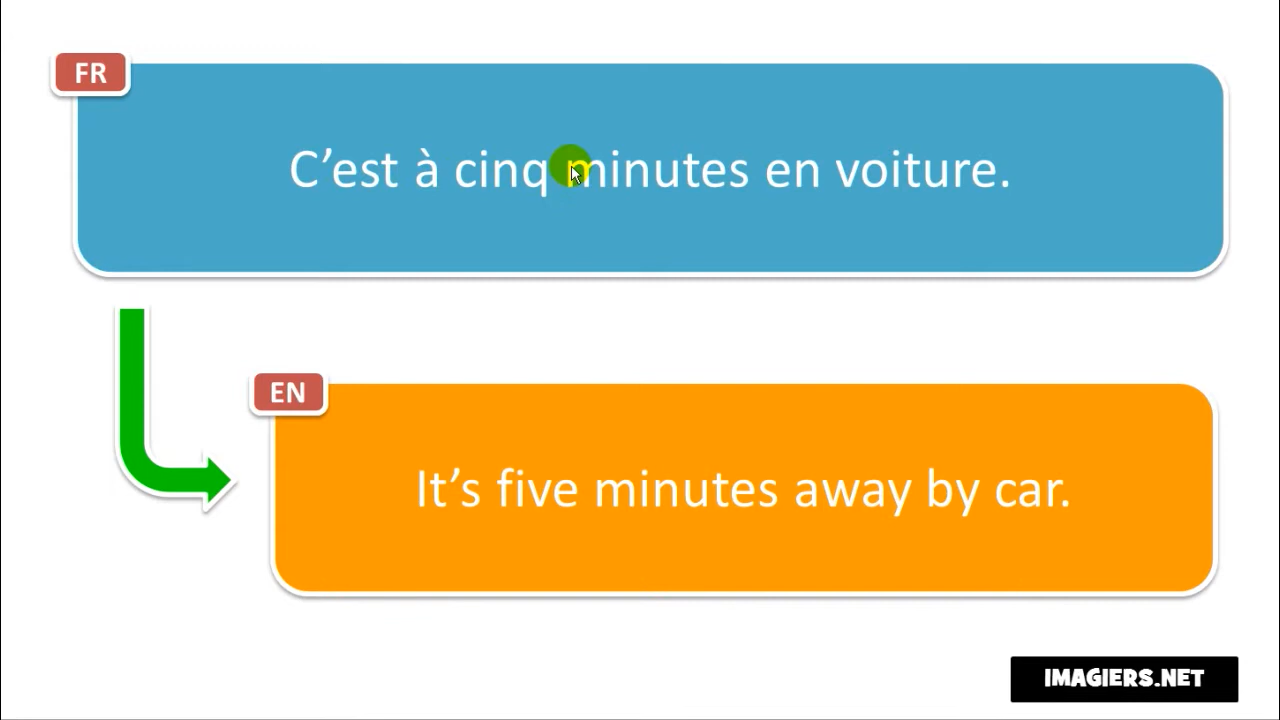 FR
C’est à cinq minutes en voiture.
EN
It’s five minutes away by car.
IMAGIERS.NET